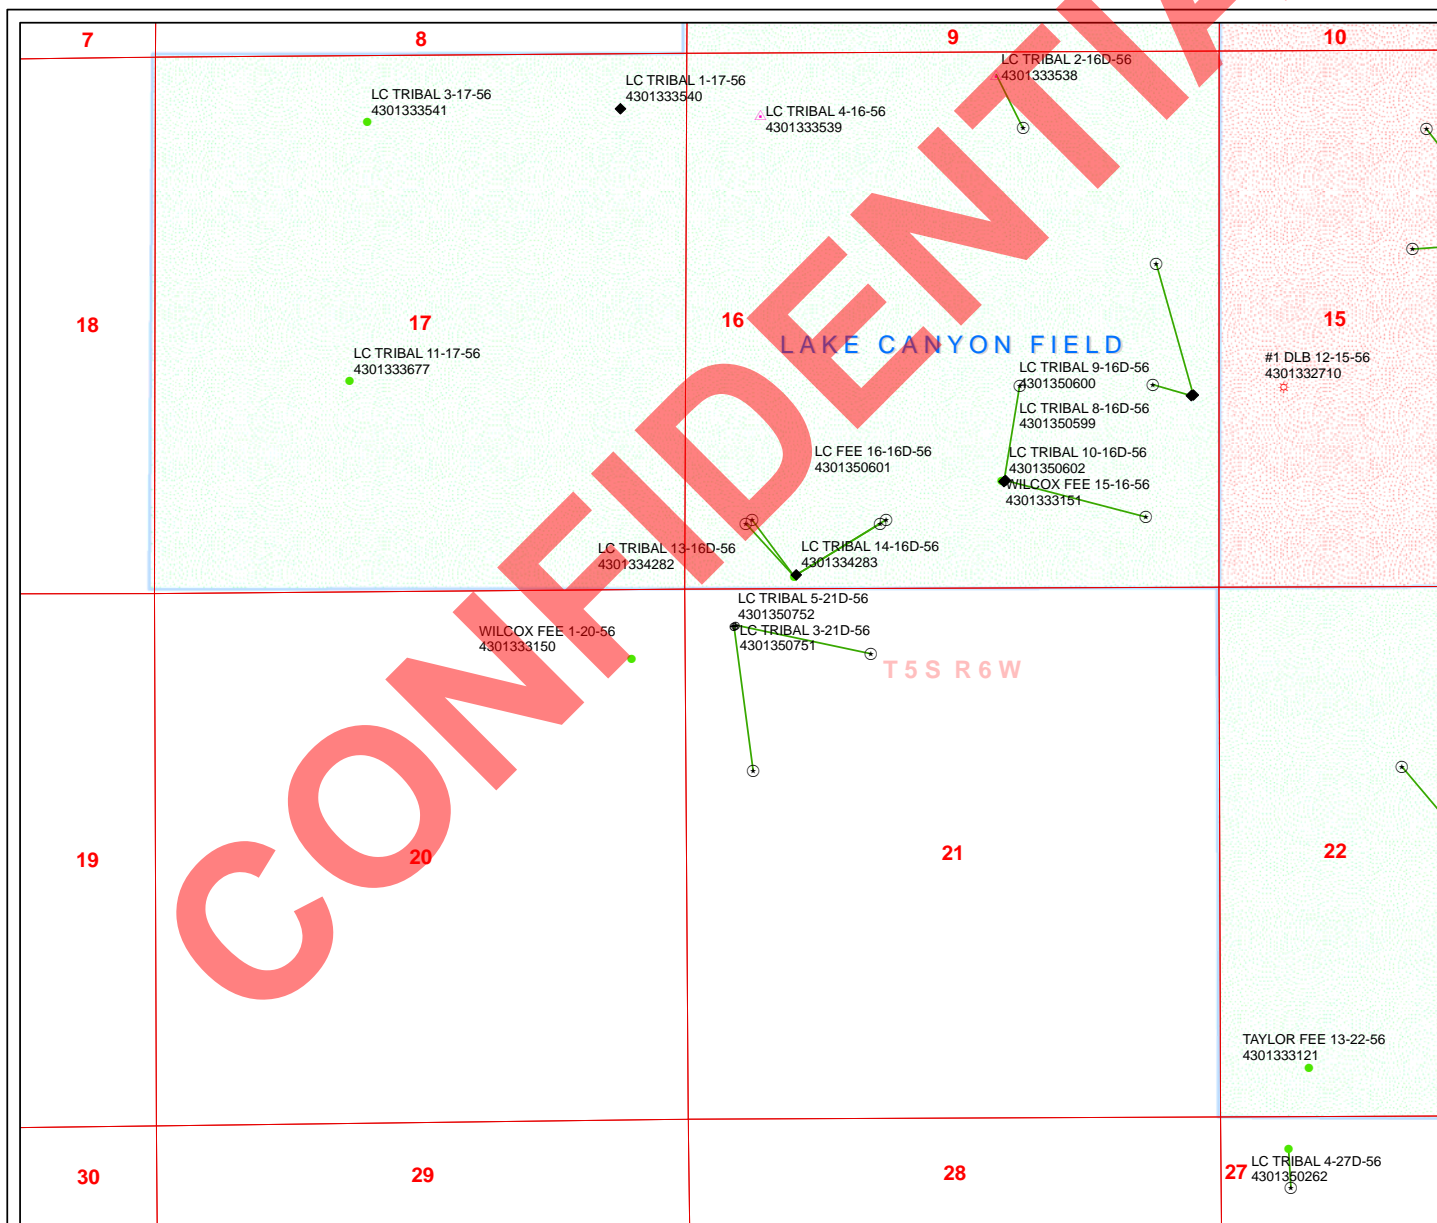 7
8
9
10
LC TRIBAL 2-16D-56
4301333538
LC TRIBAL 1-17-56
4301333540
LC TRIBAL 3-17-56
4301333541
LC TRIBAL 4-16-56
4301333539
18
17
16
15
LAKE CANYON FIELD
LC TRIBAL 11-17-56
4301333677
#1 DLB 12-15-56
4301332710
LC TRIBAL 9-16D-56
4301350600
LC TRIBAL 8-16D-56
4301350599
LC FEE 16-16D-56
4301350601
LC TRIBAL 10-16D-56
4301350602
WILCOX FEE 15-16-56
4301333151
LC TRIBAL 13-16D-56
4301334282
LC TRIBAL 14-16D-56
4301334283
LC TRIBAL 5-21D-56
4301350752
WILCOX FEE 1-20-56
4301333150
LC TRIBAL 3-21D-56
4301350751
T5S R6W
19
20
21
22
TAYLOR FEE 13-22-56
4301333121
30
29
28
27
LC TRIBAL 4-27D-56
4301350262
CONFIDENTIA